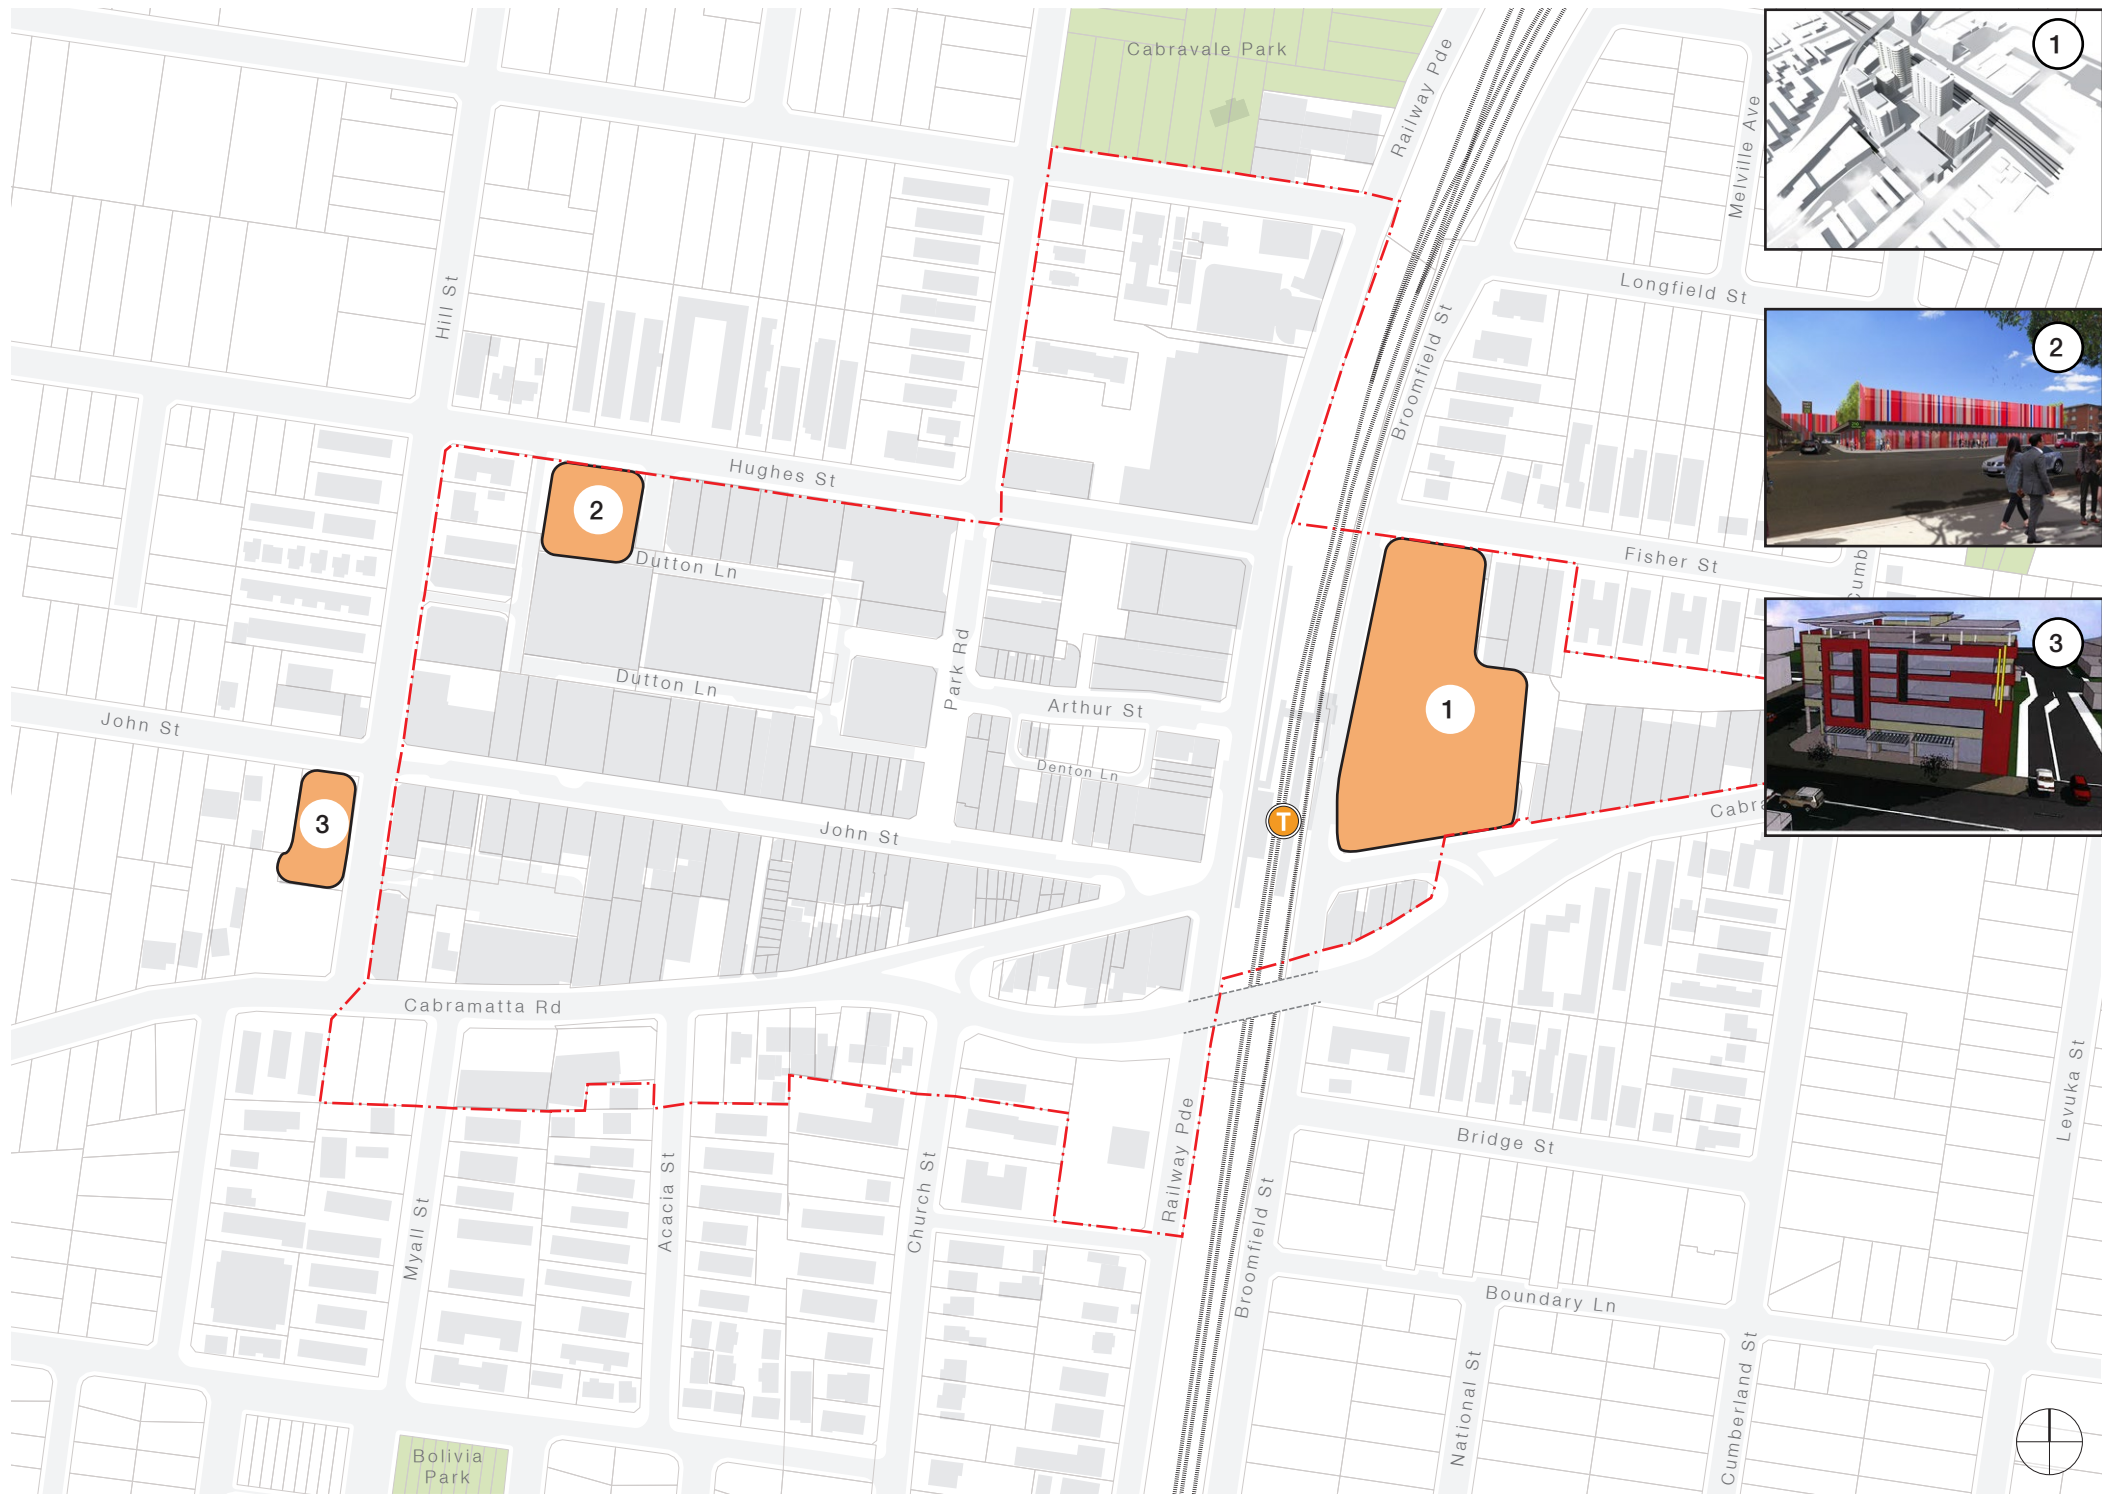 Cabravale Park
Railway Pde
1
Melville Ave
Hill St
Longfield St
Broomfield St
2
Hughes St
2
Fisher St
Dutton Ln
Cumb
3
Park Rd
Dutton Ln
Arthur St
1
John St
Denton Ln
Cabra
3
T
John St
Cabramatta Rd
Levuka St
Bridge St
Railway Pde
Church St
Acacia St
Myall St
Broomfield St
Boundary Ln
National St
Cumberland St
Bolivia
Park